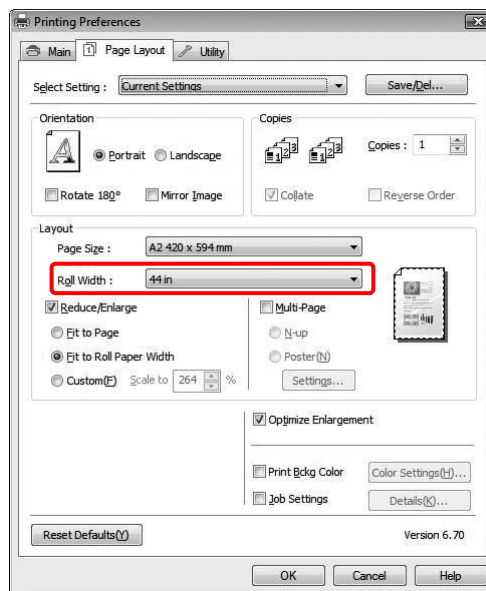 Printing Preferences
Main
Page Layout
Utility
Select Setting : Current Settings
Save/Del...
Orientation
Portrait
Landscape
Rotate 180°
Mirror Image
Copies
Copies : 1
Collate
Reverse Order
Layout
Page Size : A2 420 x 594 mm
Roll Width : 44 in
Reduce/Enlarge
Fit to Page
Fit to Roll Paper Width
Custom(F) Scale to 264 %
Multi-Page
N-up
Poster(N)
Settings...
Optimize Enlargement
Print Bckg Color
Color Settings(H)...
Job Settings
Details(K)...
Reset Defaults(Y)
Version 6.70
OK
Cancel
Help